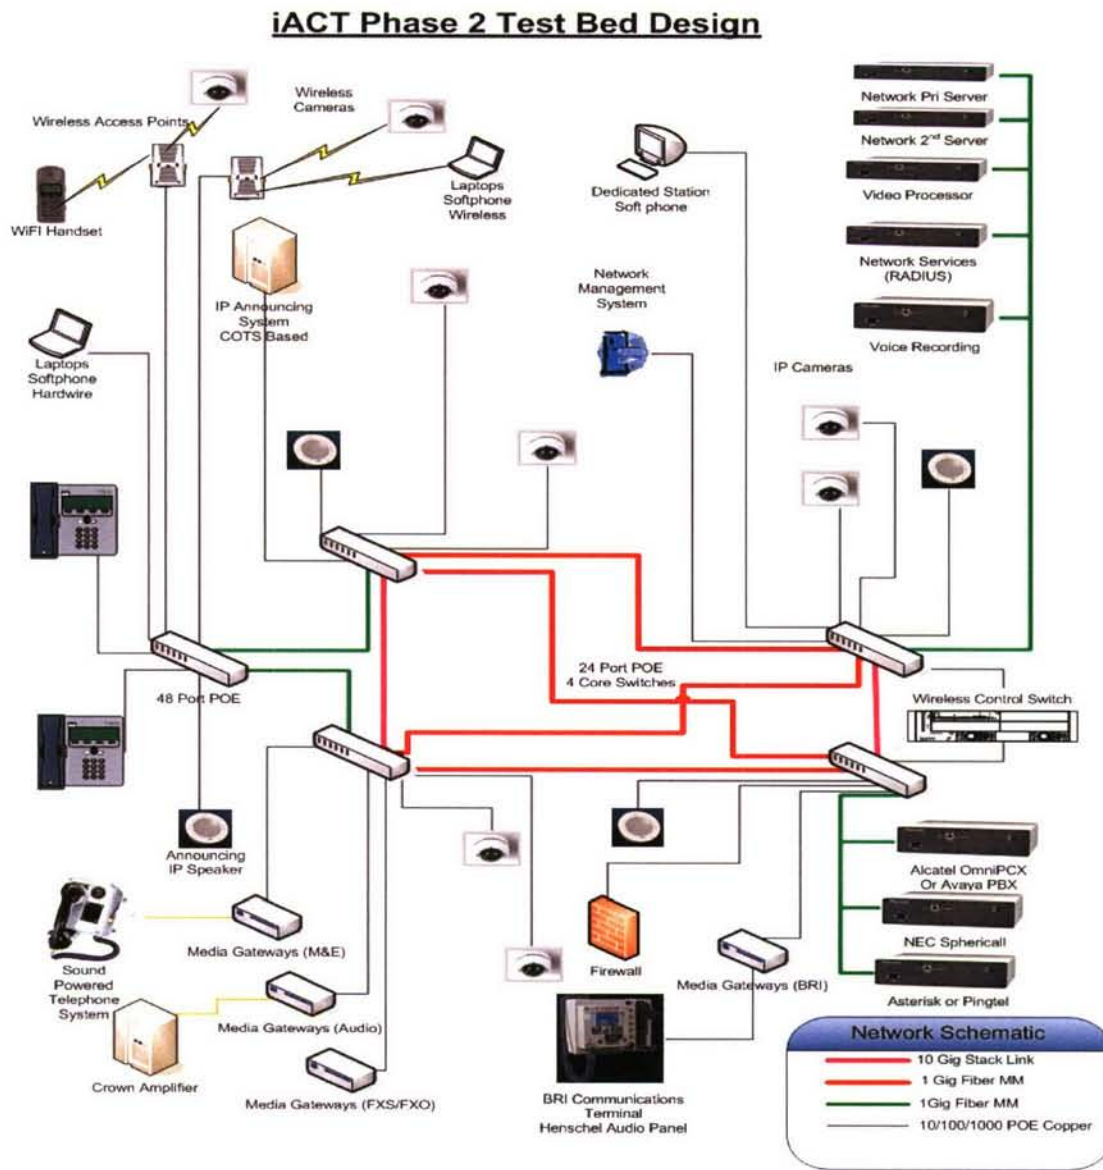 iACT Phase 2 Test Bed Design
Wireless Access Points
Wireless
Cameras
WiFI Handset
Laptops
Softphone
Wireless
Dedicated Station
Soft phone
Network Pri Server
Network 2nd Server
Video Processor
Network Services
(RADIUS)
Voice Recording
IP Announcing
System
COTS Based
Network
Management
System
Laptops
Softphone
Hardwire
IP Cameras
48 Port POE
24 Port POE
4 Core Switches
Wireless Control Switch
Announcing
IP Speaker
Alcatel OmniPCX
Or Avaya PBX
NEC Sphericall
Asterisk or Pingtel
Sound
Powered
Telephone
System
Media Gateways (M&E)
Firewall
Media Gateways (BRI)
Media Gateways (Audio)
Crown Amplifier
Media Gateways (FXS/FXO)
BRI Communications
Terminal
Henschel Audio Panel
Network Schematic
10 Gig Stack Link
1 Gig Fiber MM
1Gig Fiber MM
10/100/1000 POE Copper